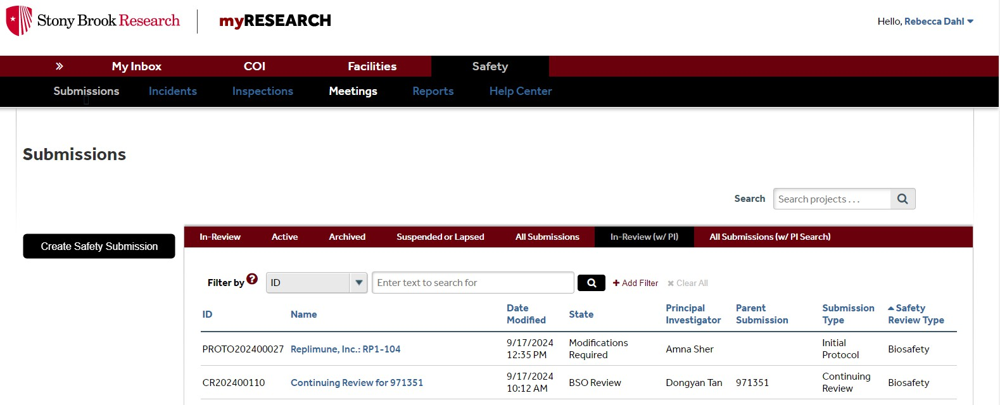 Stony Brook Research
myRESEARCH
Hello, Rebecca Dahl
» My Inbox COI Facilities Safety
Submissions Incidents Inspections Meetings Reports Help Center
Submissions
Search Search projects . . .
Create Safety Submission
In-Review Active Archived Suspended or Lapsed All Submissions In-Review (w/ PI) All Submissions (w/ PI Search)
Filter by ? ID Enter text to search for + Add Filter × Clear All
ID Name Date Modified State Principal Investigator Parent Submission Submission Type Safety Review Type
PROTO202400027 Replimune, Inc.: RP1-104 9/17/2024 12:35 PM Modifications Required Amna Sher Initial Protocol Biosafety
CR202400110 Continuing Review for 971351 9/17/2024 10:12 AM BSO Review Dongyan Tan 971351 Continuing Review Biosafety